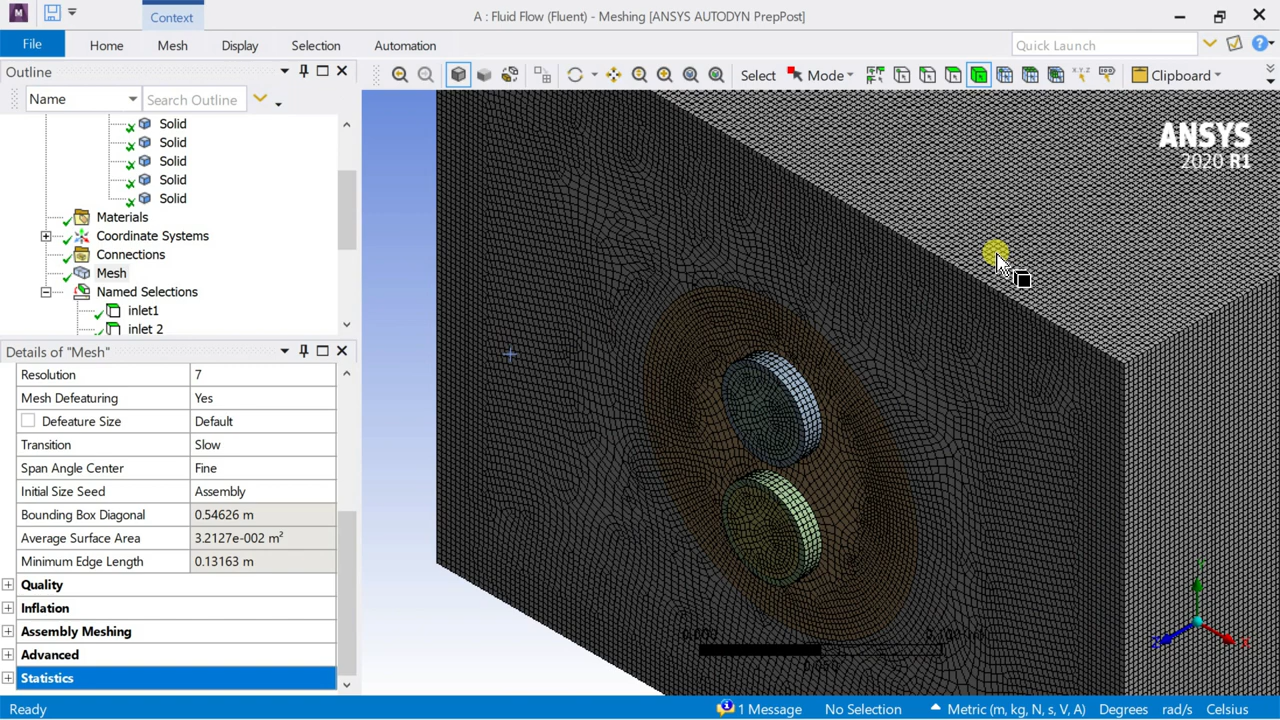 A : Fluid Flow (Fluent) - Meshing [ANSYS AUTODYN PrepPost]
Context
File
Home
Mesh
Display
Selection
Automation
Quick Launch
Outline
Select
Mode
Clipboard
Name
Search Outline
Solid
Solid
Solid
Solid
Solid
Materials
Coordinate Systems
Connections
Mesh
Named Selections
inlet1
inlet 2
Details of "Mesh"
Resolution 7
Mesh Defeaturing Yes
Defeature Size Default
Transition Slow
Span Angle Center Fine
Initial Size Seed Assembly
Bounding Box Diagonal 0.54626 m
Average Surface Area 3.2127e-002 m²
Minimum Edge Length 0.13163 m
Quality
Inflation
Assembly Meshing
Advanced
Statistics
ANSYS
2020 R1
Y
Z
X
0.000
Ready
1 Message
No Selection
Metric (m, kg, N, s, V, A)
Degrees
rad/s
Celsius